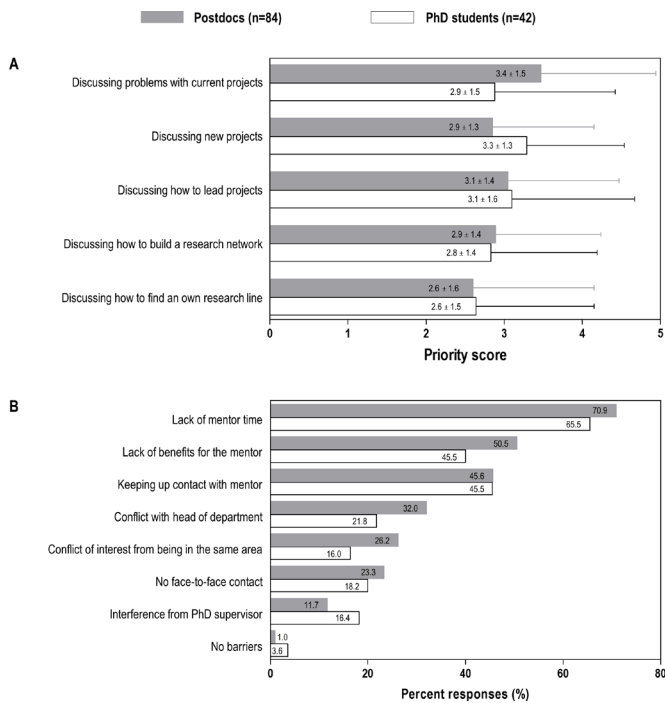 Postdocs (n=84) PhD students (n=42)
A
Discussing problems with current projects 3.4 ± 1.5
2.9 ± 1.5
Discussing new projects 2.9 ± 1.3
3.3 ± 1.3
Discussing how to lead projects 3.1 ± 1.4
3.1 ± 1.6
Discussing how to build a research network 2.9 ± 1.4
2.8 ± 1.4
Discussing how to find an own research line 2.6 ± 1.6
2.6 ± 1.5
0 1 2 3 4 5
Priority score
B
Lack of mentor time 70.9
65.5
Lack of benefits for the mentor 50.5
45.5
Keeping up contact with mentor 45.6
45.5
Conflict with head of department 32.0
21.8
Conflict of interest from being in the same area 26.2
16.0
No face-to-face contact 23.3
18.2
Interference from PhD supervisor 11.7
16.4
No barriers 1.0
3.6
0 20 40 60 80
Percent responses (%)